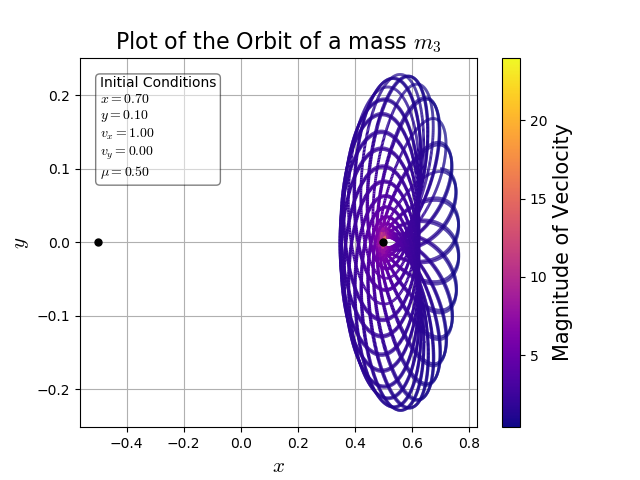 Plot of the Orbit of a mass m₃
Initial Conditions
x = 0.70
y = 0.10
vₓ = 1.00
v_y = 0.00
μ = 0.50
y
0.2
0.1
0.0
−0.1
−0.2
−0.4
−0.2
0.0
0.2
0.4
0.6
0.8
x
20
15
10
5
Magnitude of Veclocity